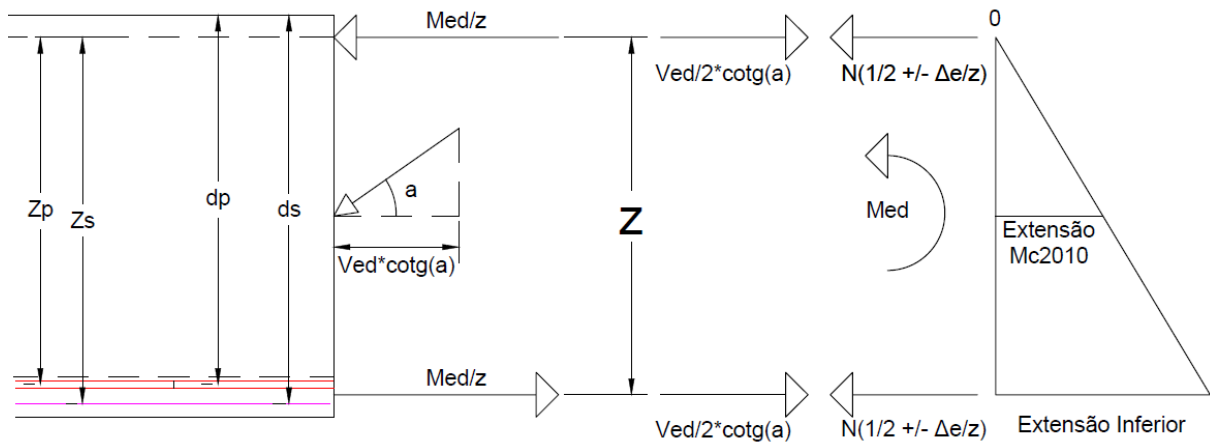 Med/z
0
Ved/2*cotg(a)
N(1/2 +/- Δe/z)
Zp
Zs
dp
ds
a
Ved*cotg(a)
Z
Med
Extensão
Mc2010
Med/z
Ved/2*cotg(a)
N(1/2 +/- Δe/z)
Extensão Inferior